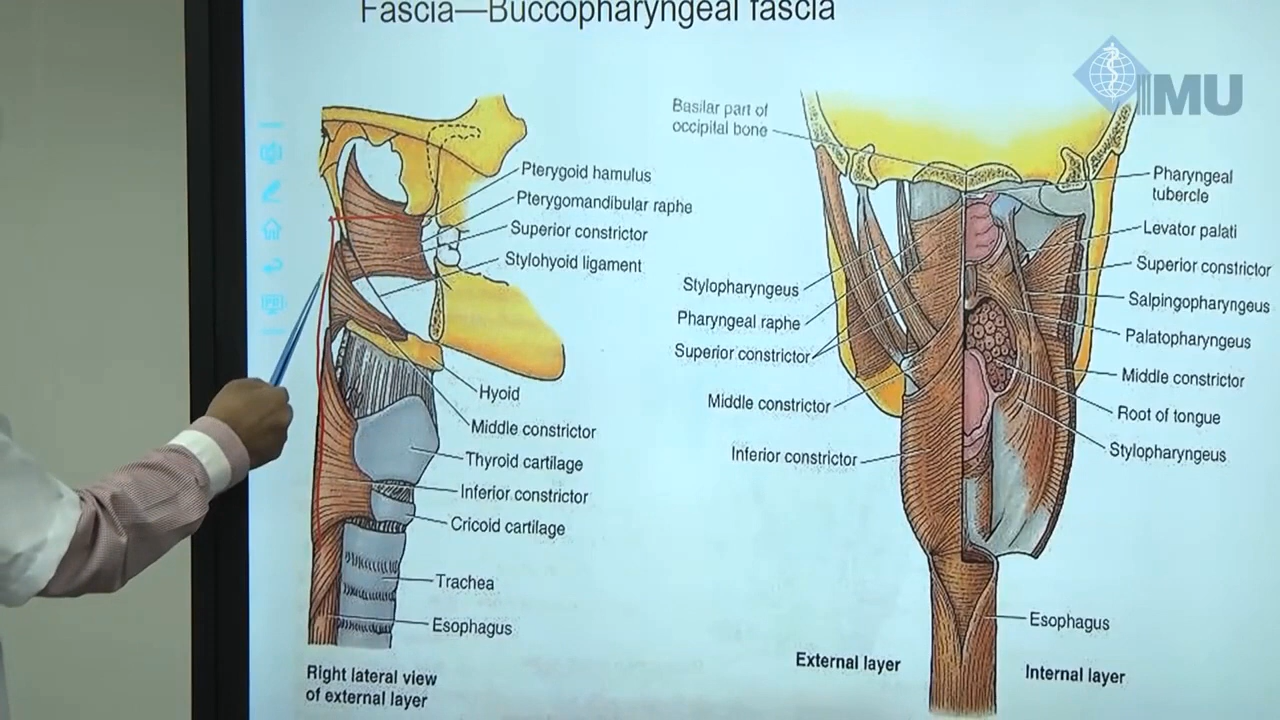 Fascia—Buccopharyngeal fascia
IMU
Basilar part of
occipital bone
Pterygoid hamulus
Pterygomandibular raphe
Superior constrictor
Stylohyoid ligament
Hyoid
Middle constrictor
Thyroid cartilage
Inferior constrictor
Cricoid cartilage
Trachea
Esophagus
Right lateral view
of external layer
Stylopharyngeus
Pharyngeal raphe
Superior constrictor
Middle constrictor
Inferior constrictor
External layer
Pharyngeal
tubercle
Levator palati
Superior constrictor
Salpingopharyngeus
Palatopharyngeus
Middle constrictor
Root of tongue
Stylopharyngeus
Esophagus
Internal layer